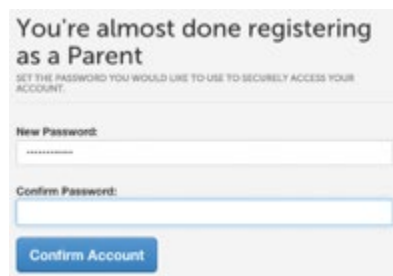 You're almost done registering
as a Parent
SET THE PASSWORD YOU WOULD LIKE TO USE TO SECURELY ACCESS YOUR
ACCOUNT.
New Password:
Confirm Password:
Confirm Account